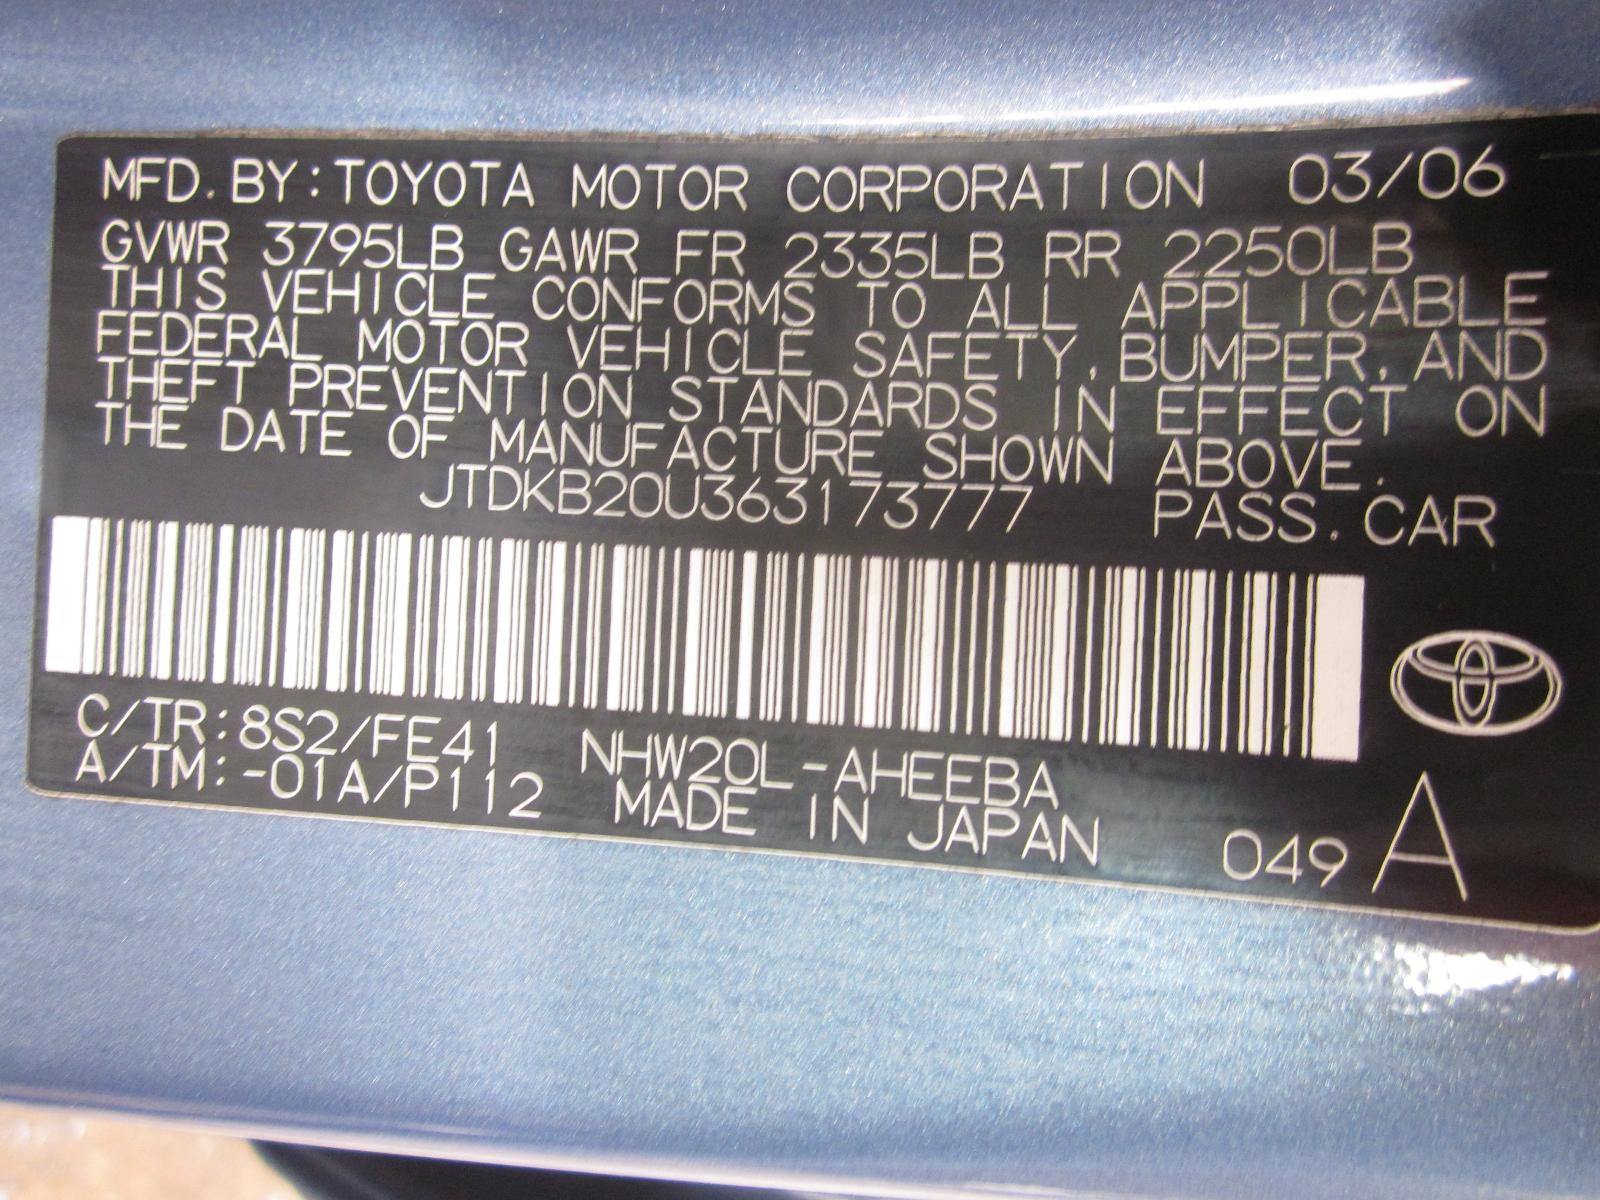 MFD. BY: TOYOTA MOTOR CORPORATION 03/06
GVWR 3795LB GAWR FR 2335LB RR 2250LB
THIS VEHICLE CONFORMS TO ALL APPLICABLE
FEDERAL MOTOR VEHICLE SAFETY, BUMPER, AND
THEFT PREVENTION STANDARDS IN EFFECT ON
THE DATE OF MANUFACTURE SHOWN ABOVE.
JTDKB20U363173777 PASS. CAR
C/TR: 8S2/FE41 NHW20L-AHEEBA
A/TM: -01A/P112 MADE IN JAPAN 049 A